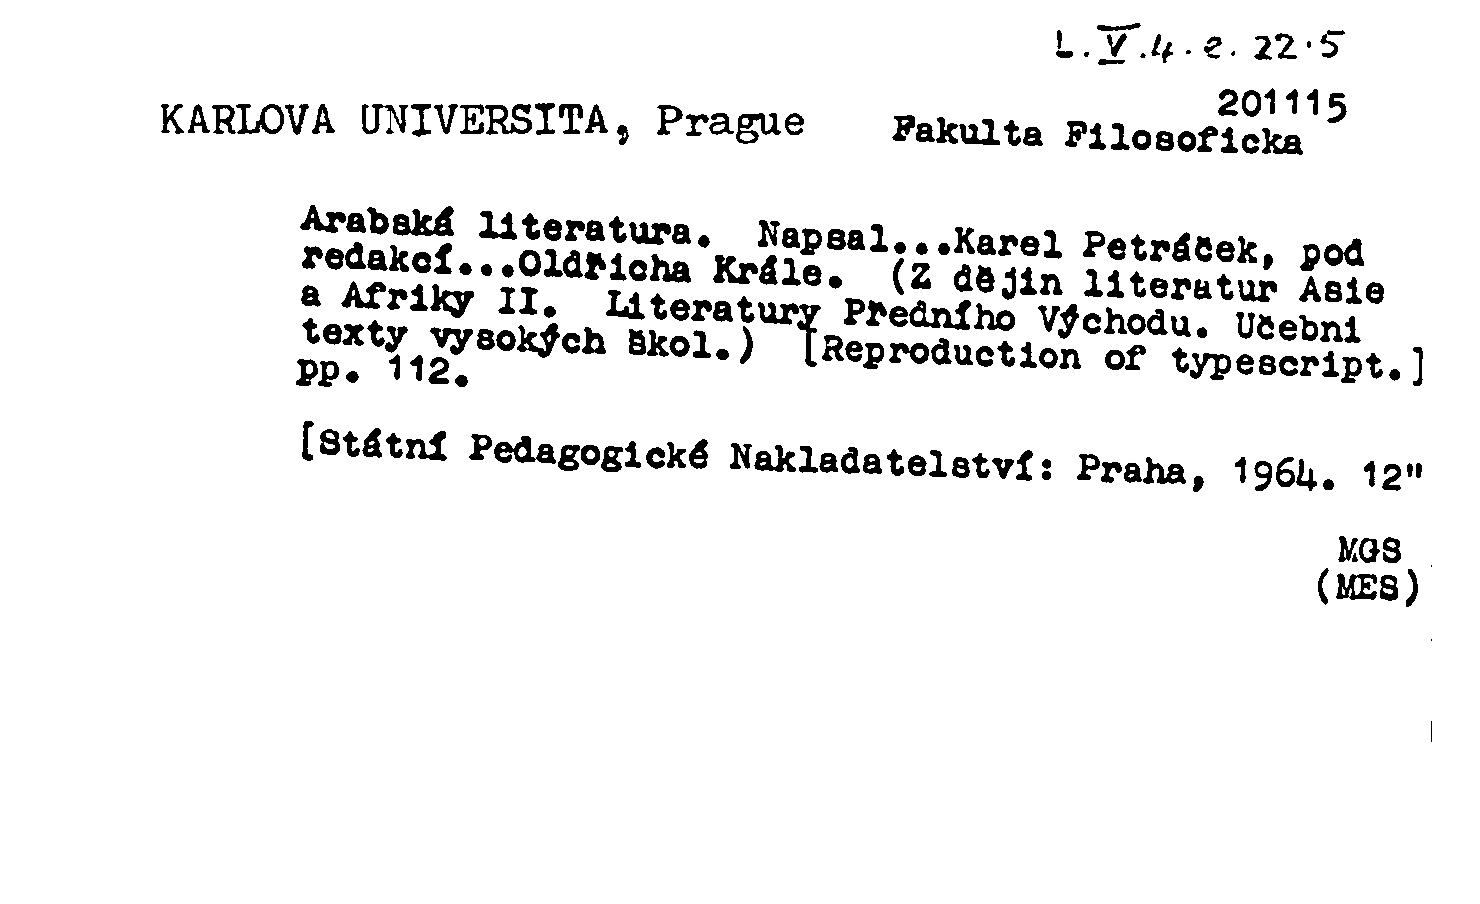 L.V.4.e.22.5
201115
KARLOVA UNIVERSITA, Prague Fakulta Filosoficka
Arabská literatura. Napsal...Karel Petráček, pod
redakcí...Oldřicha Krále. (Z dějin literatur Asie
a Afriky II. Literatury Předního Východu. Učebni
texty vysokých škol.) [Reproduction of typescript.]
pp. 112.
[Státní Pedagogické Nakladatelství: Praha, 1964. 12"
MGS
(MES)